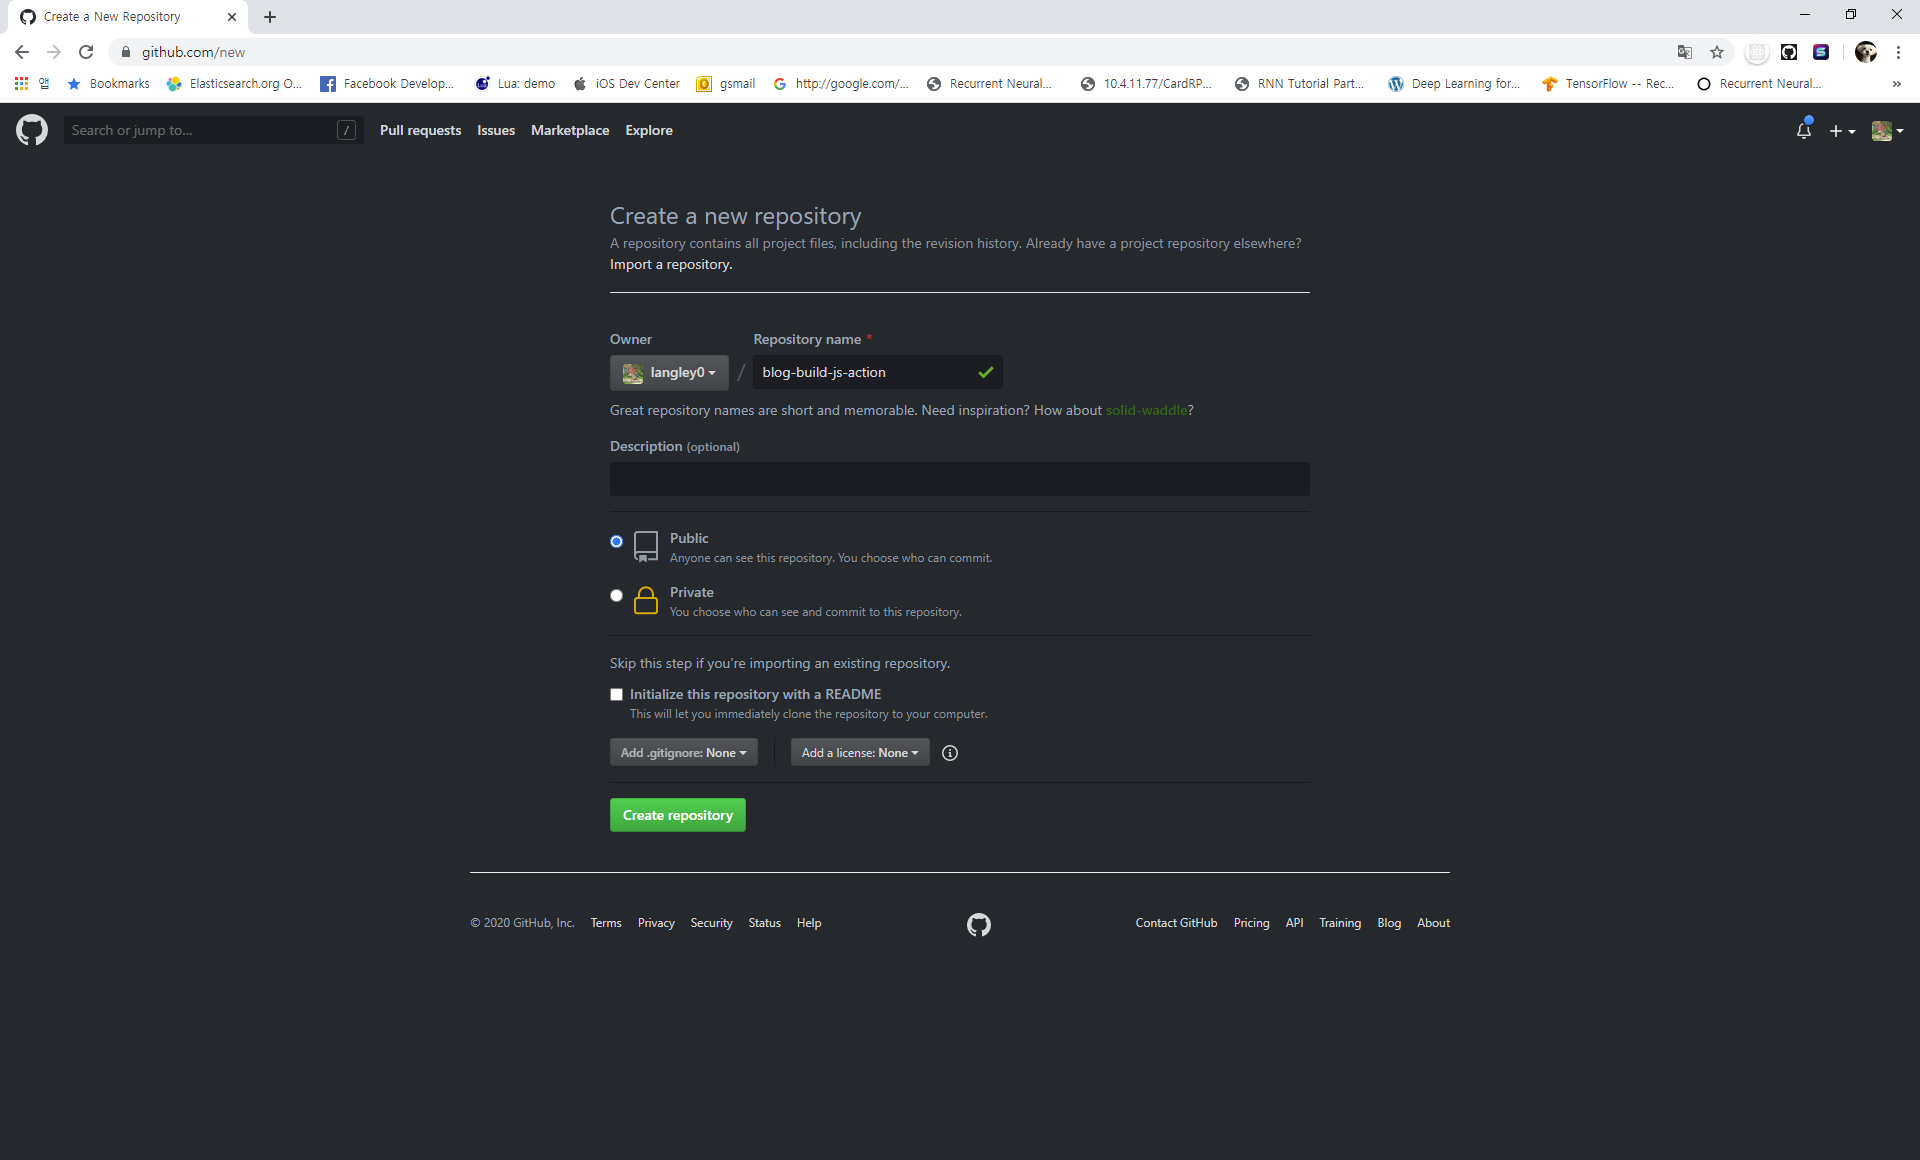 Create a New Repository
github.com/new
앱 Bookmarks Elasticsearch.org O... Facebook Develop... Lua: demo iOS Dev Center gsmail http://google.com/... Recurrent Neural... 10.4.11.77/CardRP... RNN Tutorial Part... Deep Learning for... TensorFlow -- Rec... Recurrent Neural... »
Search or jump to... / Pull requests Issues Marketplace Explore
Create a new repository
A repository contains all project files, including the revision history. Already have a project repository elsewhere?
Import a repository.
Owner Repository name *
langley0 / blog-build-js-action
Great repository names are short and memorable. Need inspiration? How about solid-waddle?
Description (optional)
Public
Anyone can see this repository. You choose who can commit.
Private
You choose who can see and commit to this repository.
Skip this step if you’re importing an existing repository.
Initialize this repository with a README
This will let you immediately clone the repository to your computer.
Add .gitignore: None Add a license: None
Create repository
© 2020 GitHub, Inc. Terms Privacy Security Status Help Contact GitHub Pricing API Training Blog About